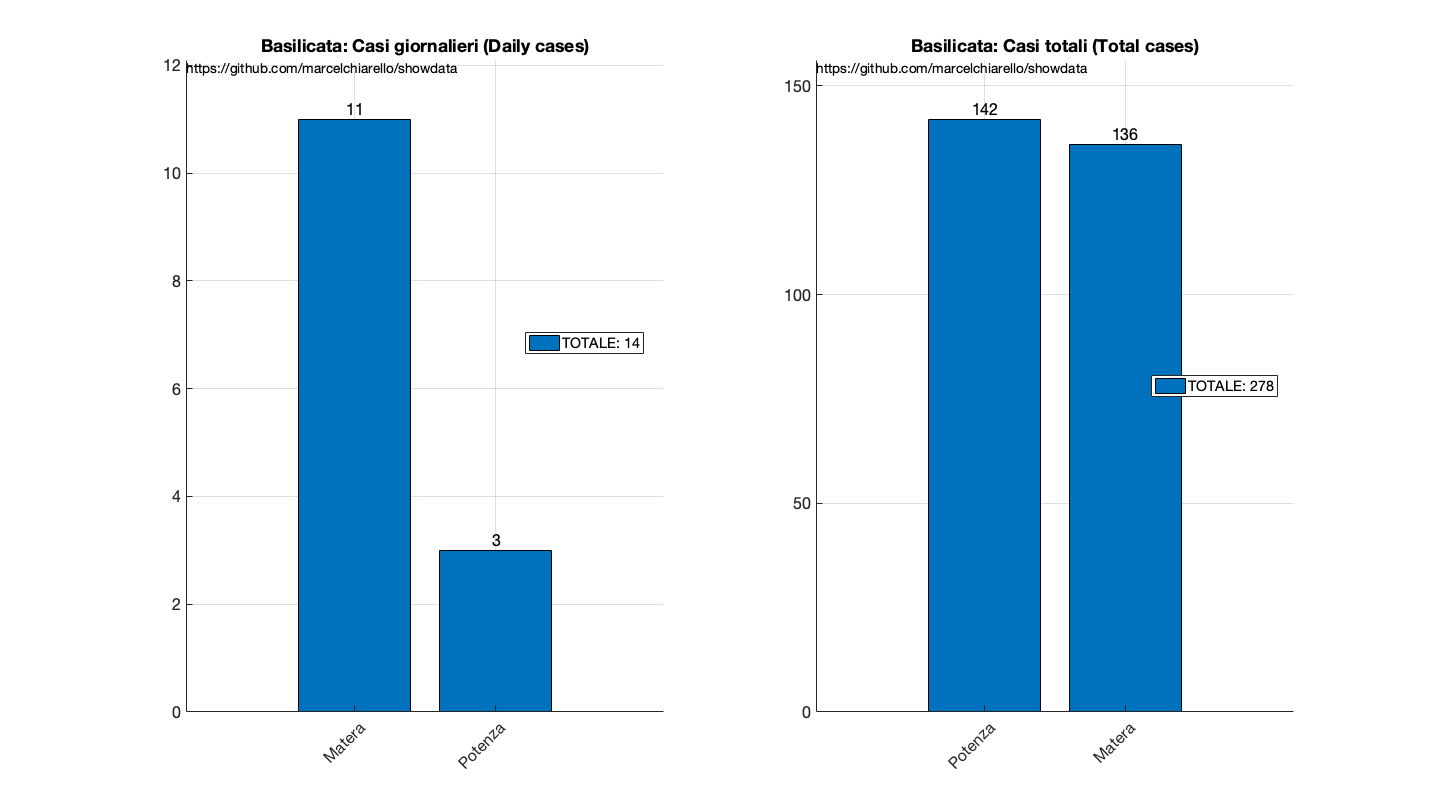 Basilicata: Casi giornalieri (Daily cases)
https://github.com/marcelchiarello/showdata
12
10
8
6
4
2
0
11
3
TOTALE: 14
Matera
Potenza
Basilicata: Casi totali (Total cases)
https://github.com/marcelchiarello/showdata
150
100
50
0
142
136
TOTALE: 278
Potenza
Matera